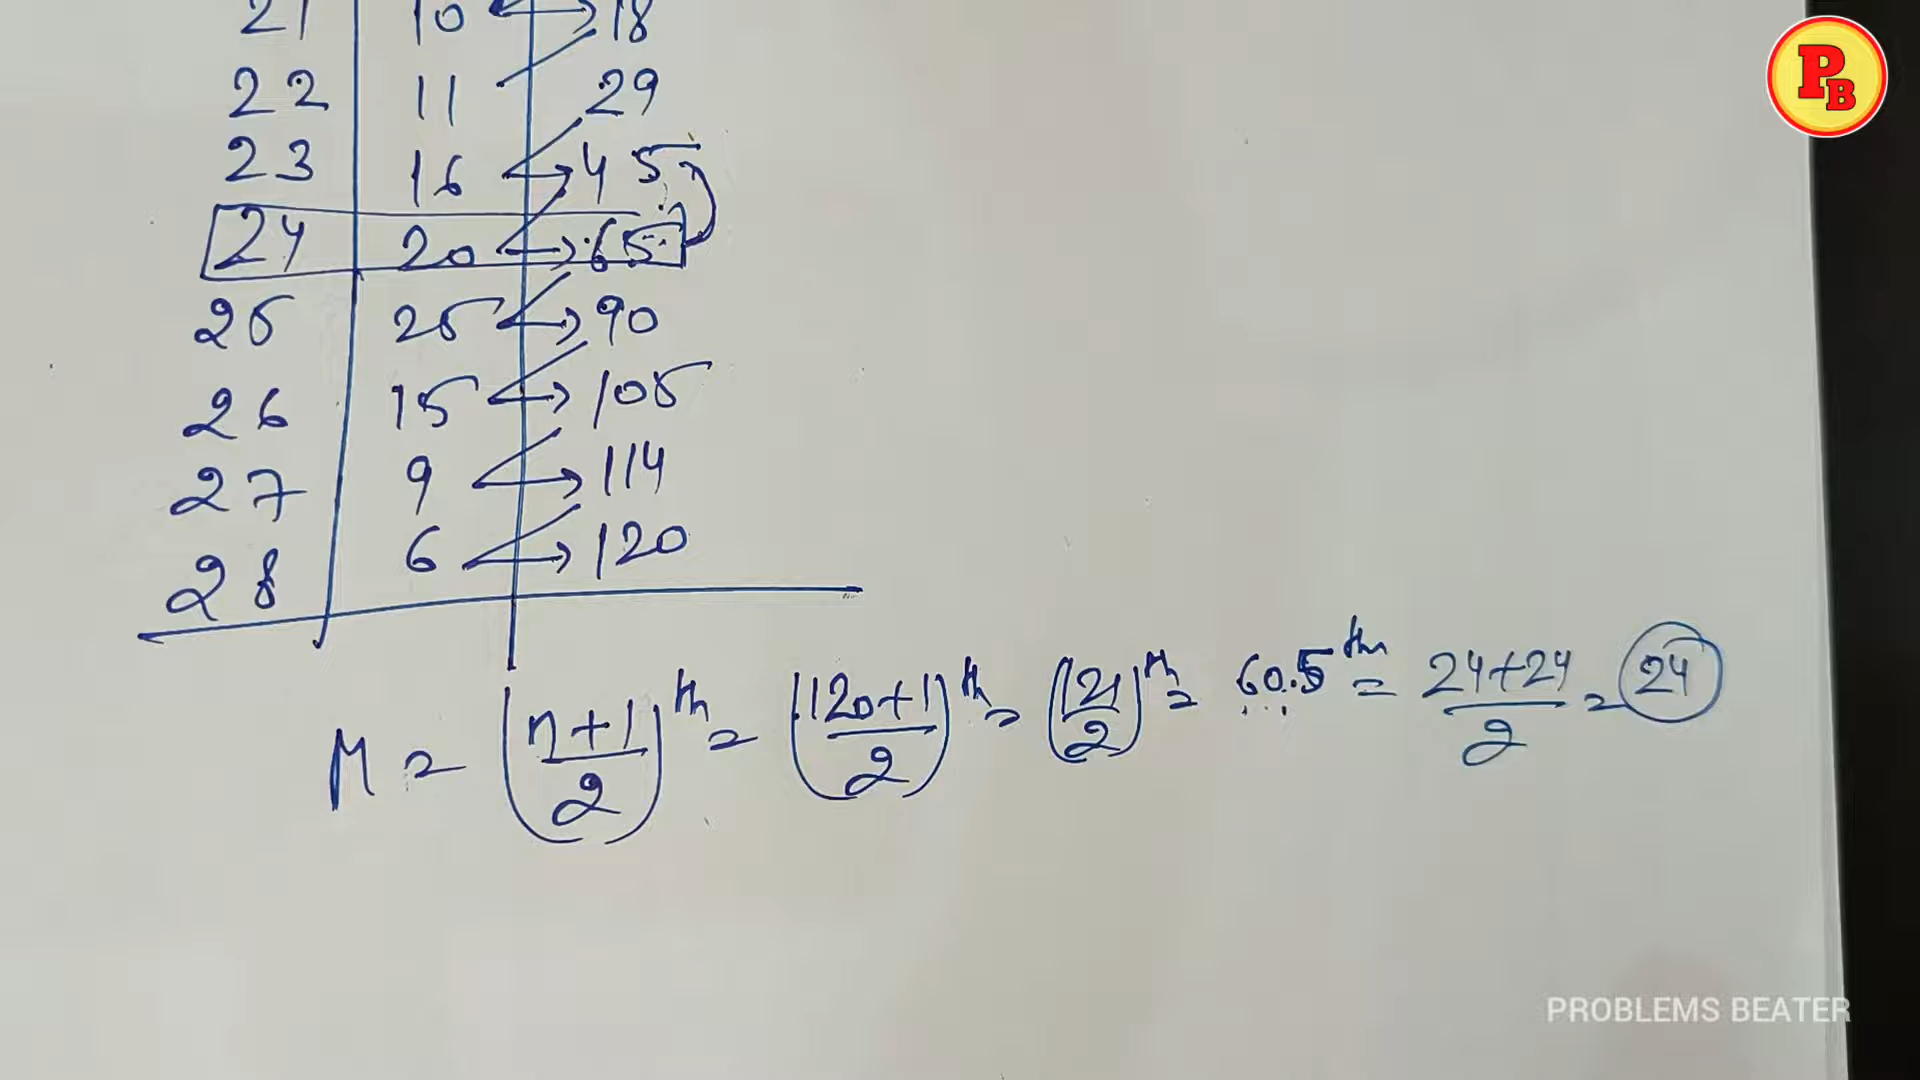 21 10 18
22 11 29
23 16 45
24 20 65
25 25 90
26 15 105
27 9 114
28 6 120
M = (n+1/2)th = (120+1/2)th = (121/2)th = 60.5th = 24+24/2 = 24
PB
PROBLEMS BEATER